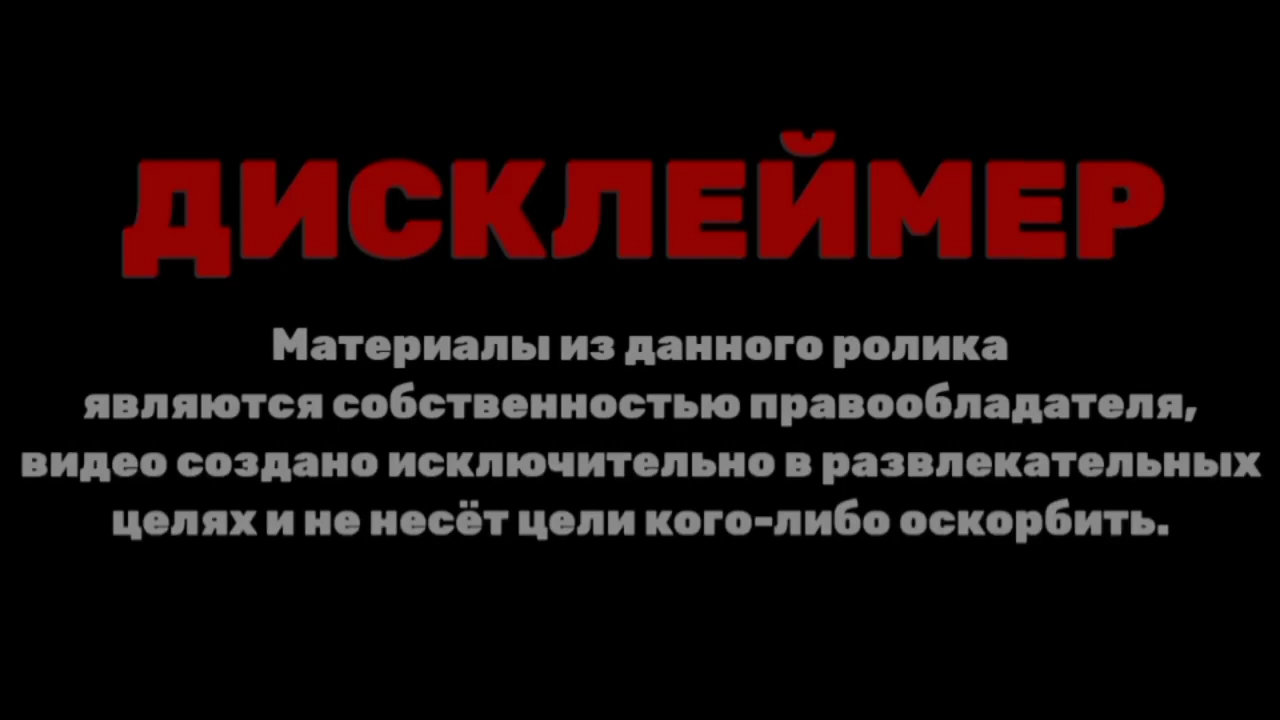 ДИСКЛЕЙМЕР
Материалы из данного ролика
являются собственностью правообладателя,
видео создано исключительно в развлекательных
целях и не несёт цели кого-либо оскорбить.